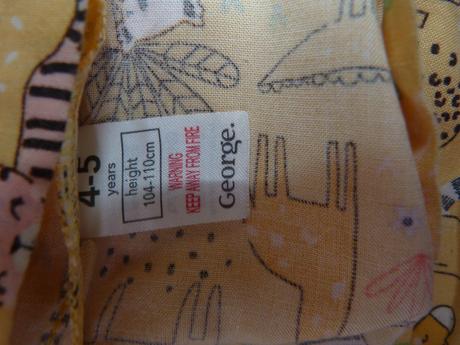 4-5
years
height
104-110cm
WARNING
KEEP AWAY FROM FIRE
George.